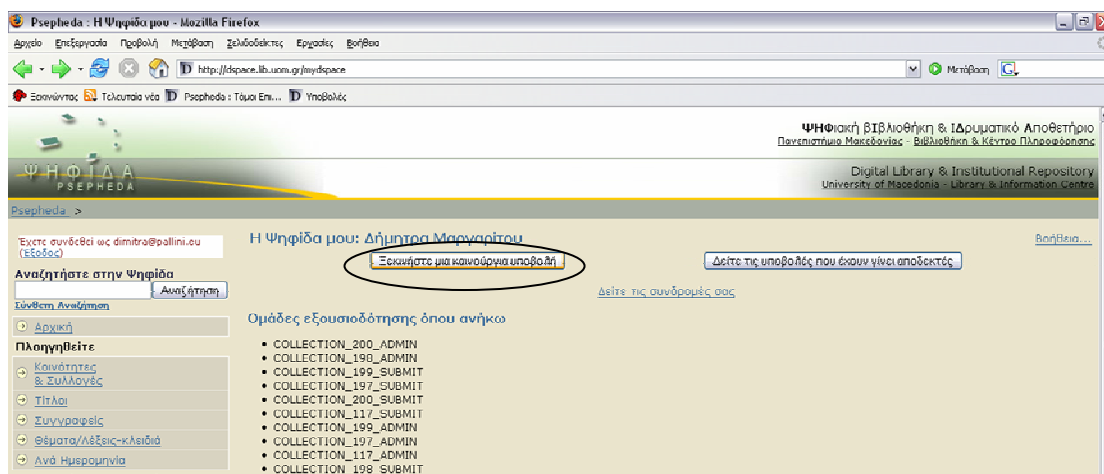 Psepheda : Η Ψηφίδα μου - Mozilla Firefox
Αρχείο Επεξεργασία Προβολή Μετάβαση Σελιδοδείκτες Εργασίες Βοήθεια
http://dspace.lib.uom.gr/mydspace Μετάβαση
Ξεκινώντας Τελευταία νέα Psepheda : Τόμοι Επι... Υποβολές
ΨΗΦιακή βΙβλιοθήκη & ΙΔρυματικό Αποθετήριο
Πανεπιστήμιο Μακεδονίας - Βιβλιοθήκη & Κέντρο Πληροφόρησης
ΨΗΦΙΔΑ
PSEPHEDA
Digital Library & Institutional Repository
University of Macedonia - Library & Information Centre
Psepheda >
Έχετε συνδεθεί ως dimitra@pallini.eu
(Έξοδος)
Η Ψηφίδα μου: Δήμητρα Μαργαρίτου
Βοήθεια...
Ξεκινήστε μια καινούργια υποβολή
Δείτε τις υποβολές που έχουν γίνει αποδεκτές
Δείτε τις συνδρομές σας
Αναζητήστε στην Ψηφίδα
Αναζήτηση
Σύνθετη Αναζήτηση
Αρχική
Πλοηγηθείτε
Κοινότητες
& Συλλογές
Τίτλοι
Συγγραφείς
Θέματα/Λέξεις-κλειδιά
Ανά Ημερομηνία
Ομάδες εξουσιοδότησης όπου ανήκω
• COLLECTION_200_ADMIN
• COLLECTION_198_ADMIN
• COLLECTION_199_SUBMIT
• COLLECTION_197_SUBMIT
• COLLECTION_200_SUBMIT
• COLLECTION_117_SUBMIT
• COLLECTION_199_ADMIN
• COLLECTION_197_ADMIN
• COLLECTION_117_ADMIN
• COLLECTION_198_SUBMIT